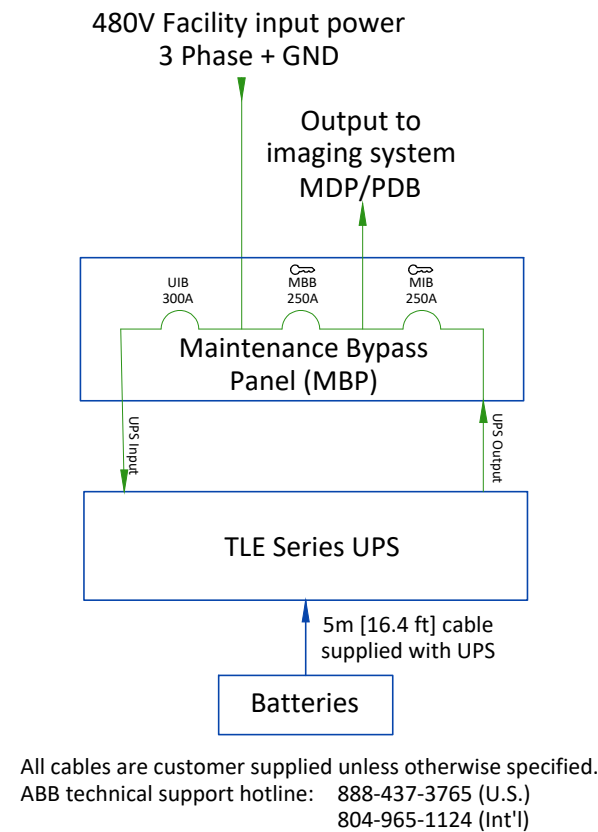 480V Facility input power
3 Phase + GND
Output to
imaging system
MDP/PDB
UIB
300A
MBB
250A
MIB
250A
Maintenance Bypass
Panel (MBP)
UPS Input
UPS Output
TLE Series UPS
5m [16.4 ft] cable
supplied with UPS
Batteries
All cables are customer supplied unless otherwise specified.
ABB technical support hotline: 888-437-3765 (U.S.)
804-965-1124 (Int'l)